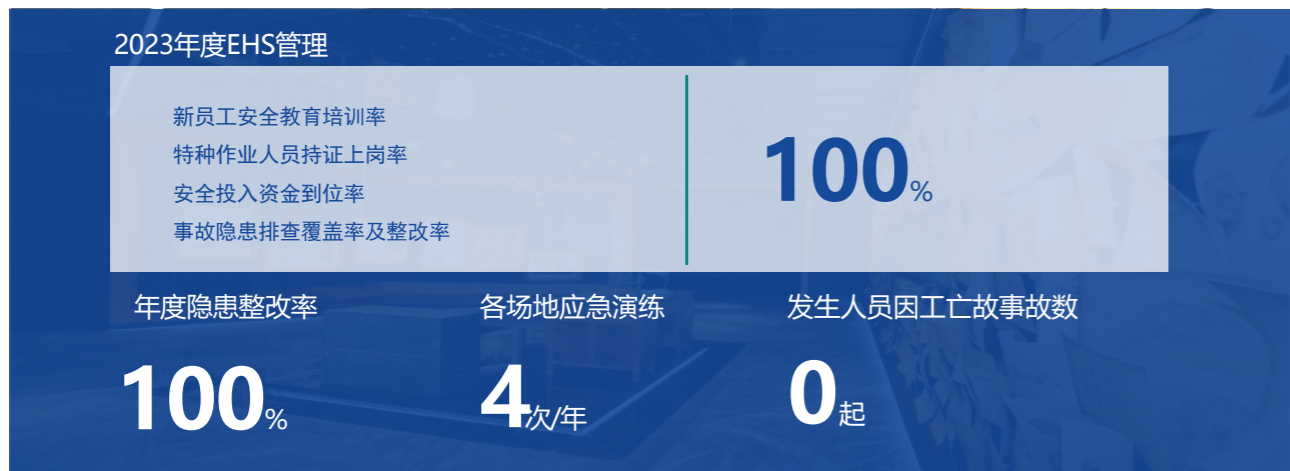 2023年度EHS管理
新员工安全教育培训率
特种作业人员持证上岗率
安全投入资金到位率
事故隐患排查覆盖率及整改率
100%
年度隐患整改率
100%
各场地应急演练
4次/年
发生人员因工亡故事故数
0起